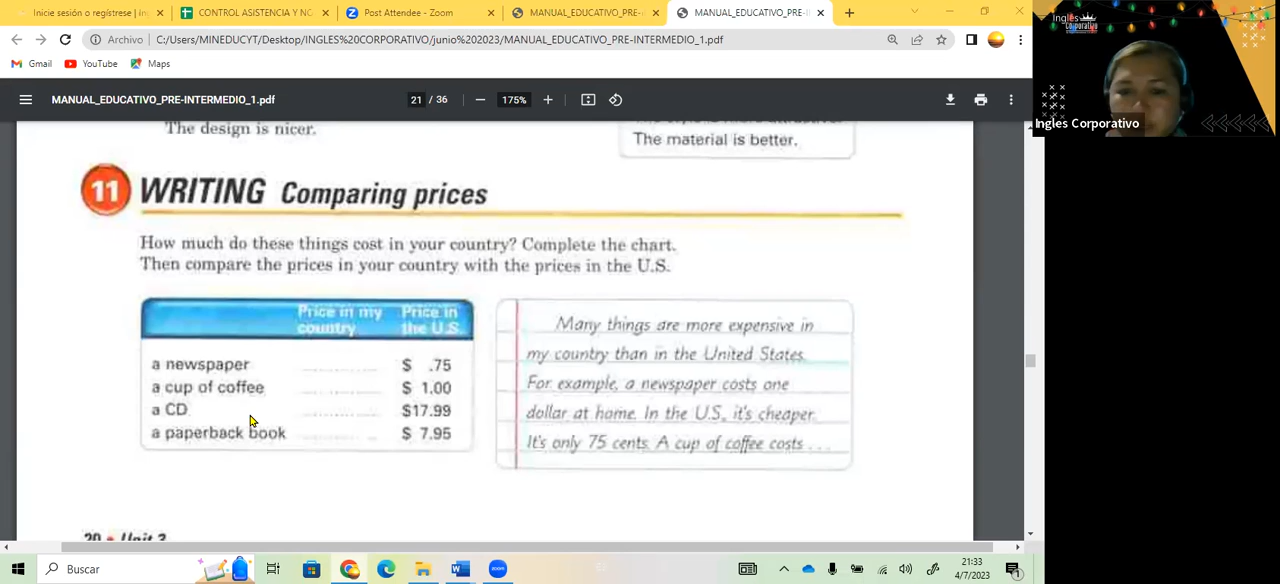 Inicie sesión o regístrese | in
CONTROL ASISTENCIA Y NO
Post Attendee - Zoom
MANUAL_EDUCATIVO_PRE-I
MANUAL_EDUCATIVO_PRE-I
Archivo
C:/Users/MINEDUCYT/Desktop/INGLES%20CORPORATIVO/junio%202023/MANUAL_EDUCATIVO_PRE-INTERMEDIO_1.pdf
Gmail
YouTube
Maps
MANUAL_EDUCATIVO_PRE-INTERMEDIO_1.pdf
21 / 36
175%
Ingles
Corporativo
Ingles Corporativo
The design is nicer.
The material is better.
11 WRITING Comparing prices
How much do these things cost in your country? Complete the chart.
Then compare the prices in your country with the prices in the U.S.
Price in my country
Price in the U.S.
a newspaper $ .75
a cup of coffee $ 1.00
a CD $17.99
a paperback book $ 7.95
Many things are more expensive in
my country than in the United States.
For example, a newspaper costs one
dollar at home. In the U.S., it's cheaper.
It's only 75 cents. A cup of coffee costs . . .
20 • Unit 3
Buscar
zoom
21:33
4/7/2023